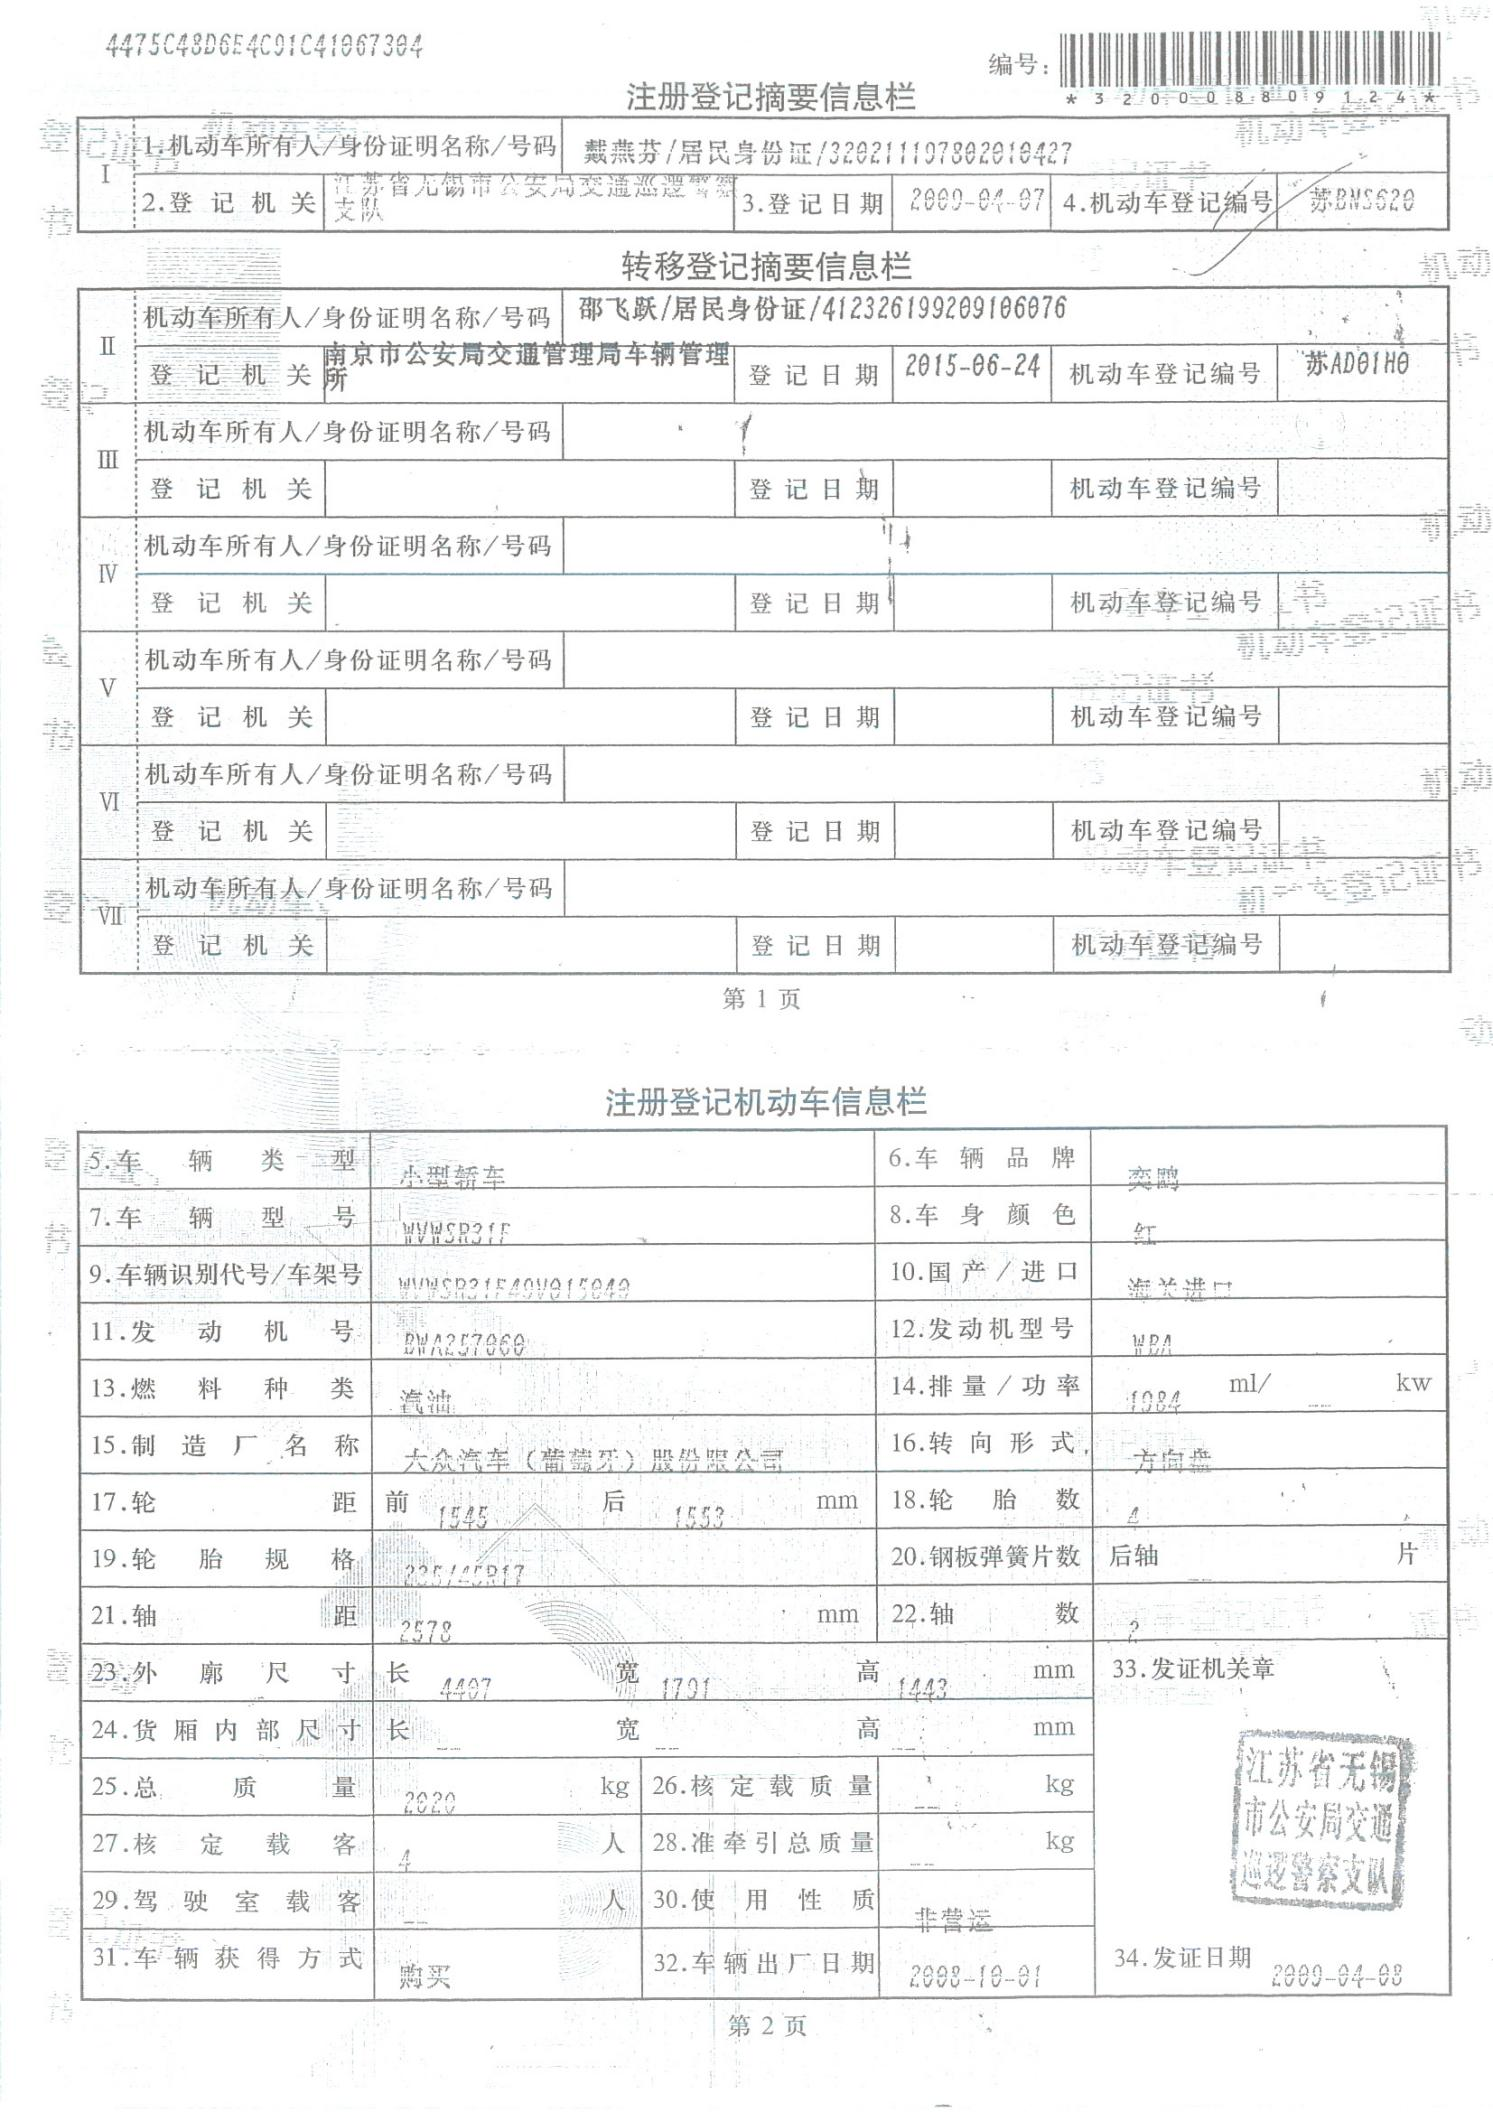 4475C48D6E4C01C41067304
编号：
*320008809124*
注册登记摘要信息栏
I
1.机动车所有人/身份证明名称/号码 戴燕芬/居民身份证/320211197802010427
2.登记机关 江苏省无锡市公安局交通巡逻警察支队 3.登记日期 2009-04-07 4.机动车登记编号 苏BNS620
转移登记摘要信息栏
II
机动车所有人/身份证明名称/号码 邵飞跃/居民身份证/412326199209106076
登记机关 南京市公安局交通管理局车辆管理所 登记日期 2015-06-24 机动车登记编号 苏AD01H0
III
机动车所有人/身份证明名称/号码
登记机关 登记日期 机动车登记编号
IV
机动车所有人/身份证明名称/号码
登记机关 登记日期 机动车登记编号
V
机动车所有人/身份证明名称/号码
登记机关 登记日期 机动车登记编号
VI
机动车所有人/身份证明名称/号码
登记机关 登记日期 机动车登记编号
VII
机动车所有人/身份证明名称/号码
登记机关 登记日期 机动车登记编号
第 1 页
注册登记机动车信息栏
5.车辆类型 小型轿车 6.车辆品牌 奕鸥
7.车辆型号 WVWSR31F 8.车身颜色 红
9.车辆识别代号/车架号 WVWSR31F49V015040 10.国产/进口 海关进口
11.发动机号 BWA257060 12.发动机型号 WBA
13.燃料种类 汽油 14.排量/功率 1984 ml/ -- kw
15.制造厂名称 大众汽车（葡萄牙）股份限公司 16.转向形式 方向盘
17.轮距 前 1545 后 1553 mm 18.轮胎数 4
19.轮胎规格 235/45R17 20.钢板弹簧片数 后轴 -- 片
21.轴距 2578 mm 22.轴数 2
23.外廓尺寸 长 4407 宽 1791 高 1443 mm 33.发证机关章
24.货厢内部尺寸 长 -- 宽 -- 高 -- mm
江苏省无锡
市公安局交通
巡逻警察支队
25.总质量 2020 kg 26.核定载质量 -- kg
27.核定载客 4 人 28.准牵引总质量 -- kg
29.驾驶室载客 -- 人 30.使用性质 非营运
31.车辆获得方式 购买 32.车辆出厂日期 2008-10-01 34.发证日期 2009-04-08
第 2 页